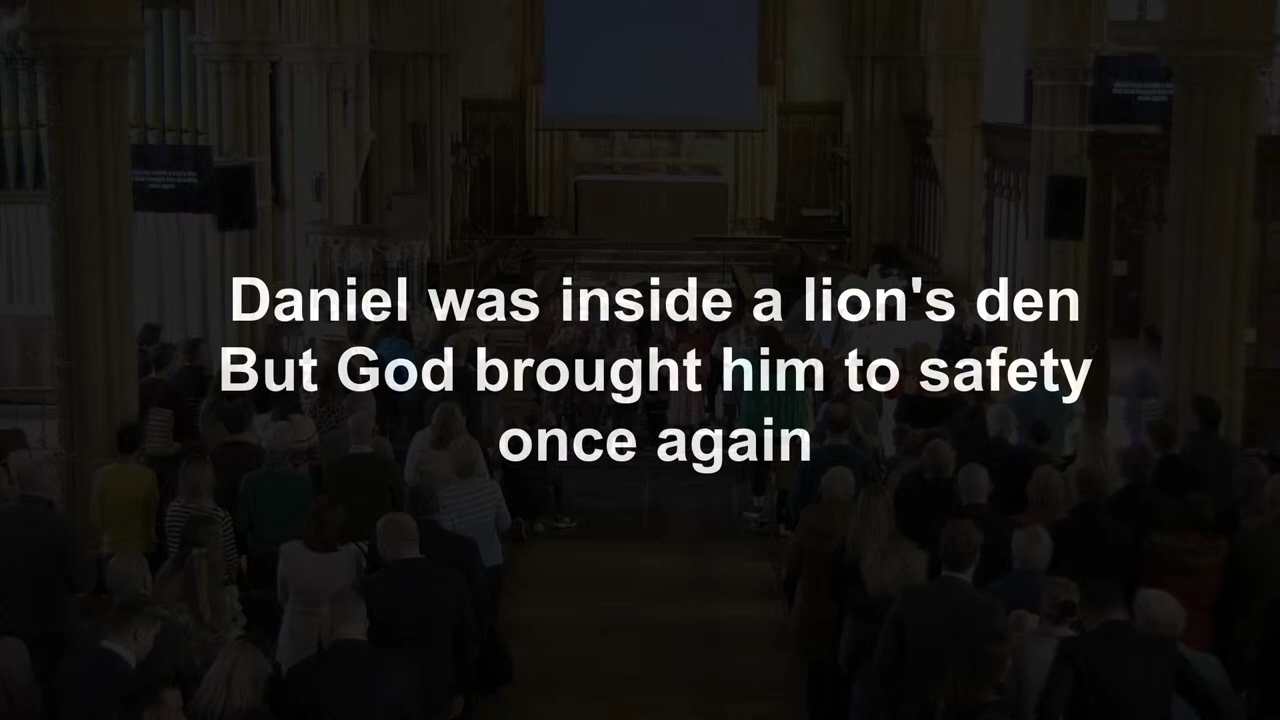 Daniel was inside a lion's den
But God brought him to safety
once again